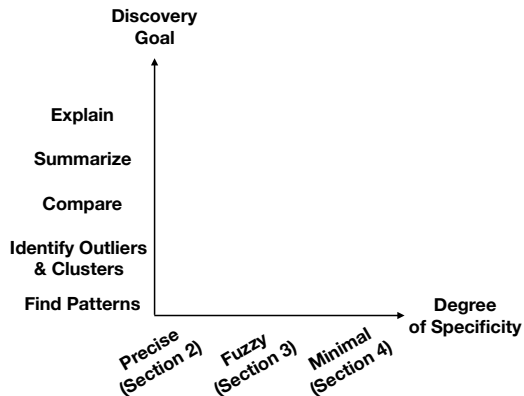 Discovery
Goal
Explain
Summarize
Compare
Identify Outliers
& Clusters
Find Patterns
Precise
(Section 2)
Fuzzy
(Section 3)
Minimal
(Section 4)
Degree
of Specificity